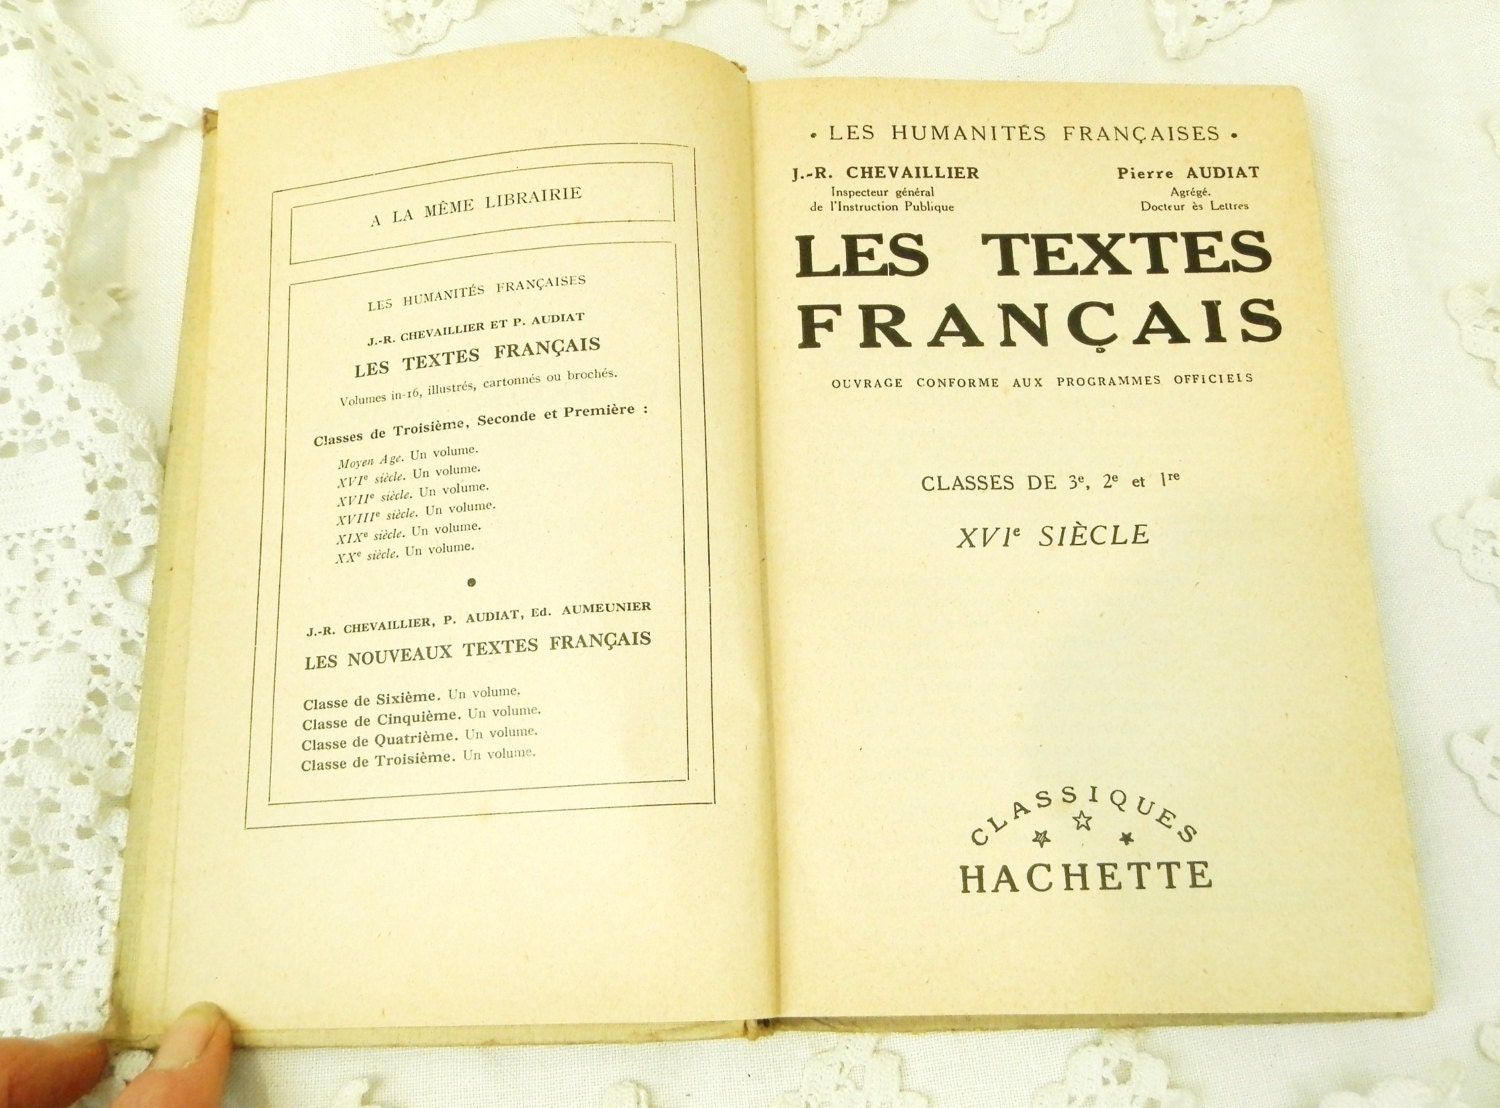 A LA MÊME LIBRAIRIE
LES HUMANITÉS FRANÇAISES
J.-R. CHEVAILLIER ET P. AUDIAT
LES TEXTES FRANÇAIS
Volumes in-16, illustrés, cartonnés ou brochés.
Classes de Troisième, Seconde et Première :
Moyen Age. Un volume.
XVIe siècle. Un volume.
XVIIe siècle. Un volume.
XVIIIe siècle. Un volume.
XIXe siècle. Un volume.
XXe siècle. Un volume.
J.-R. CHEVAILLIER, P. AUDIAT, Ed. AUMEUNIER
LES NOUVEAUX TEXTES FRANÇAIS
Classe de Sixième. Un volume.
Classe de Cinquième. Un volume.
Classe de Quatrième. Un volume.
Classe de Troisième. Un volume.
• LES HUMANITÉS FRANÇAISES •
J.-R. CHEVAILLIER Pierre AUDIAT
Inspecteur général Agrégé.
de l'Instruction Publique Docteur ès Lettres
LES TEXTES
FRANÇAIS
OUVRAGE CONFORME AUX PROGRAMMES OFFICIELS
CLASSES DE 3e, 2e et 1re
XVIe SIÈCLE
CLASSIQUES
HACHETTE